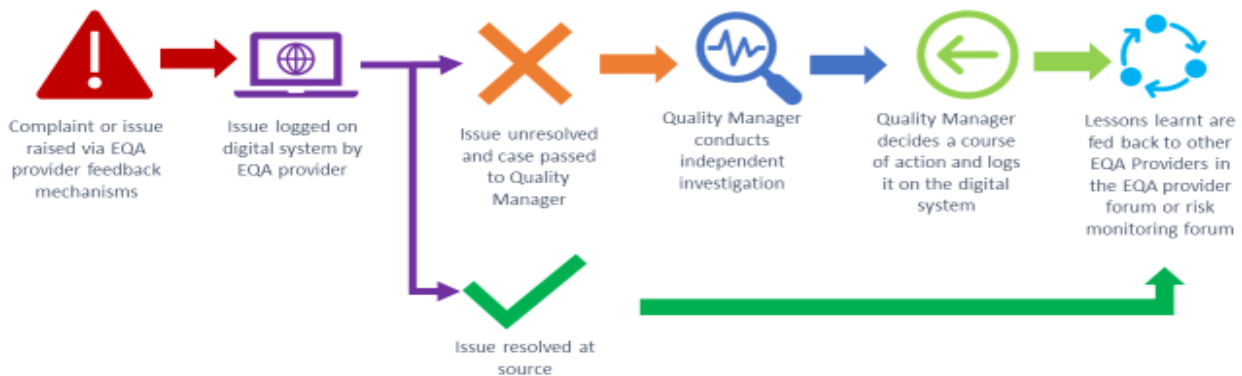 Complaint or issue
raised via EQA
provider feedback
mechanisms
Issue logged on
digital system by
EQA provider
Issue unresolved
and case passed
to Quality
Manager
Quality Manager
conducts
independent
investigation
Quality Manager
decides a course
of action and logs
it on the digital
system
Lessons learnt are
fed back to other
EQA Providers in
the EQA provider
forum or risk
monitoring forum
Issue resolved at
source